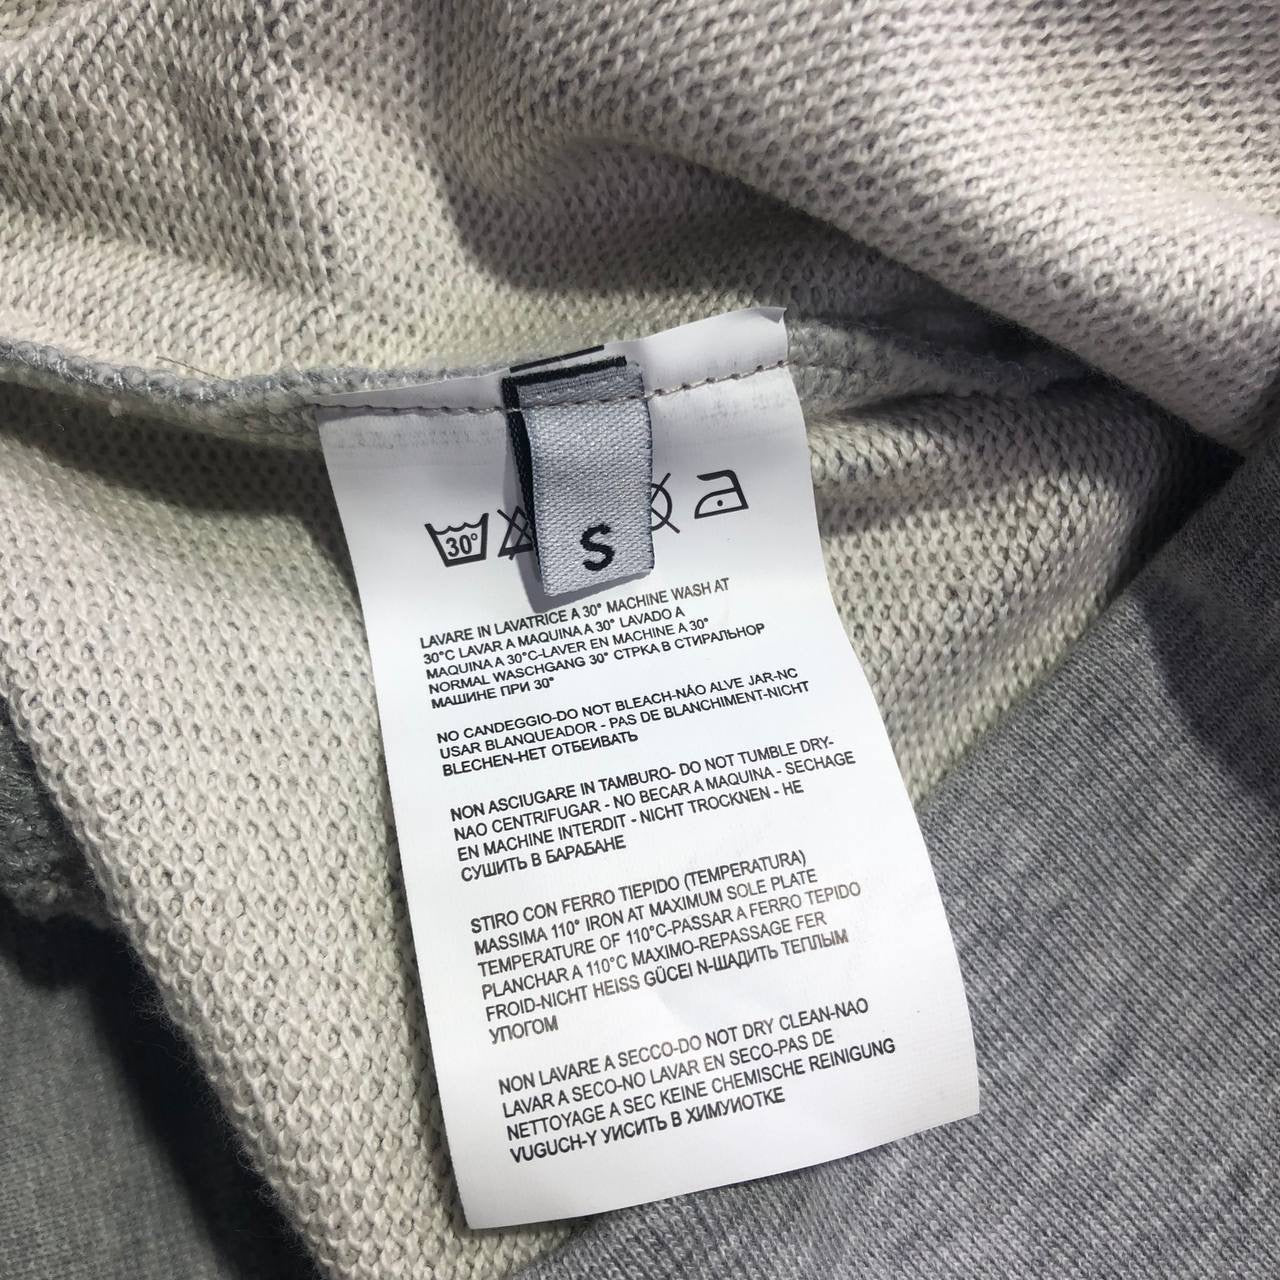 30°
S
LAVARE IN LAVATRICE A 30° MACHINE WASH AT
30°C LAVAR A MAQUINA A 30° LAVADO A
MAQUINA A 30°C-LAVER EN MACHINE A 30°
NORMAL WASCHGANG 30° СТРКА В СТИРАЛЬНОР
МАШИНЕ ПРИ 30°
NO CANDEGGIO-DO NOT BLEACH-NÃO ALVE JAR-NC
USAR BLANQUEADOR - PAS DE BLANCHIMENT-NICHT
BLECHEN-HET ОТБЕИВАТЬ
NON ASCIUGARE IN TAMBURO- DO NOT TUMBLE DRY-
NAO CENTRIFUGAR - NO BECAR A MAQUINA - SECHAGE
EN MACHINE INTERDIT - NICHT TROCKNEN - HE
СУШИТЬ В БАРАБАНЕ
STIRO CON FERRO TIEPIDO (TEMPERATURA)
MASSIMA 110° IRON AT MAXIMUM SOLE PLATE
TEMPERATURE OF 110°C-PASSAR A FERRO TEPIDO
PLANCHAR A 110°C MAXIMO-REPASSAGE FER
FROID-NICHT HEISS GÜCEI N-ШАДИТЬ ТЕПЛЫМ
УПОГОМ
NON LAVARE A SECCO-DO NOT DRY CLEAN-NAO
LAVAR A SECO-NO LAVAR EN SECO-PAS DE
NETTOYAGE A SEC KEINE CHEMISCHE REINIGUNG
VUGUCH-Y УИСИТЬ В ХИМУИОТКЕ